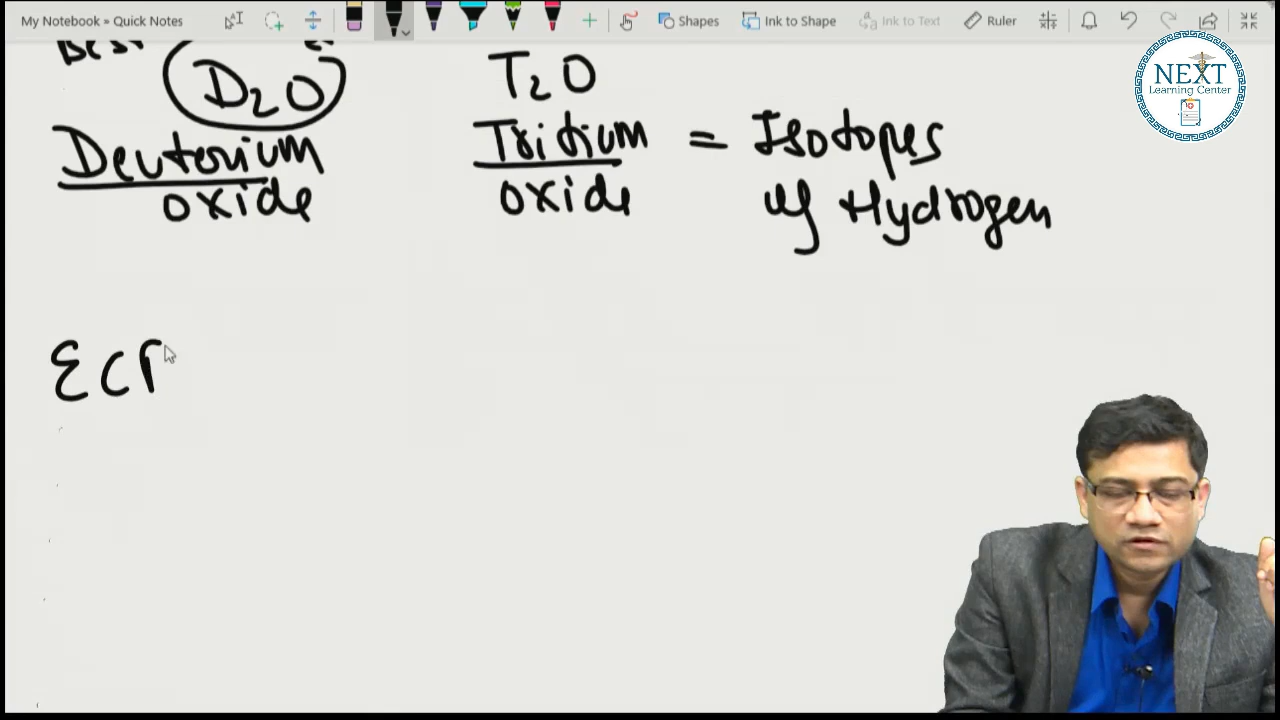 My Notebook » Quick Notes
Shapes
Ink to Shape
Ink to Text
Ruler
NEXT
Learning Center
Best
D2O
T2O
Deuterium
oxide
Tritium
oxide
= Isotopes
of Hydrogen
ECF